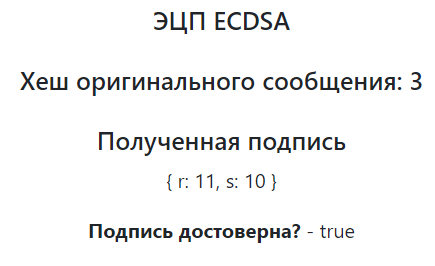 ЭЦП ECDSA
Хеш оригинального сообщения: 3
Полученная подпись
{ r: 11, s: 10 }
Подпись достоверна? - true